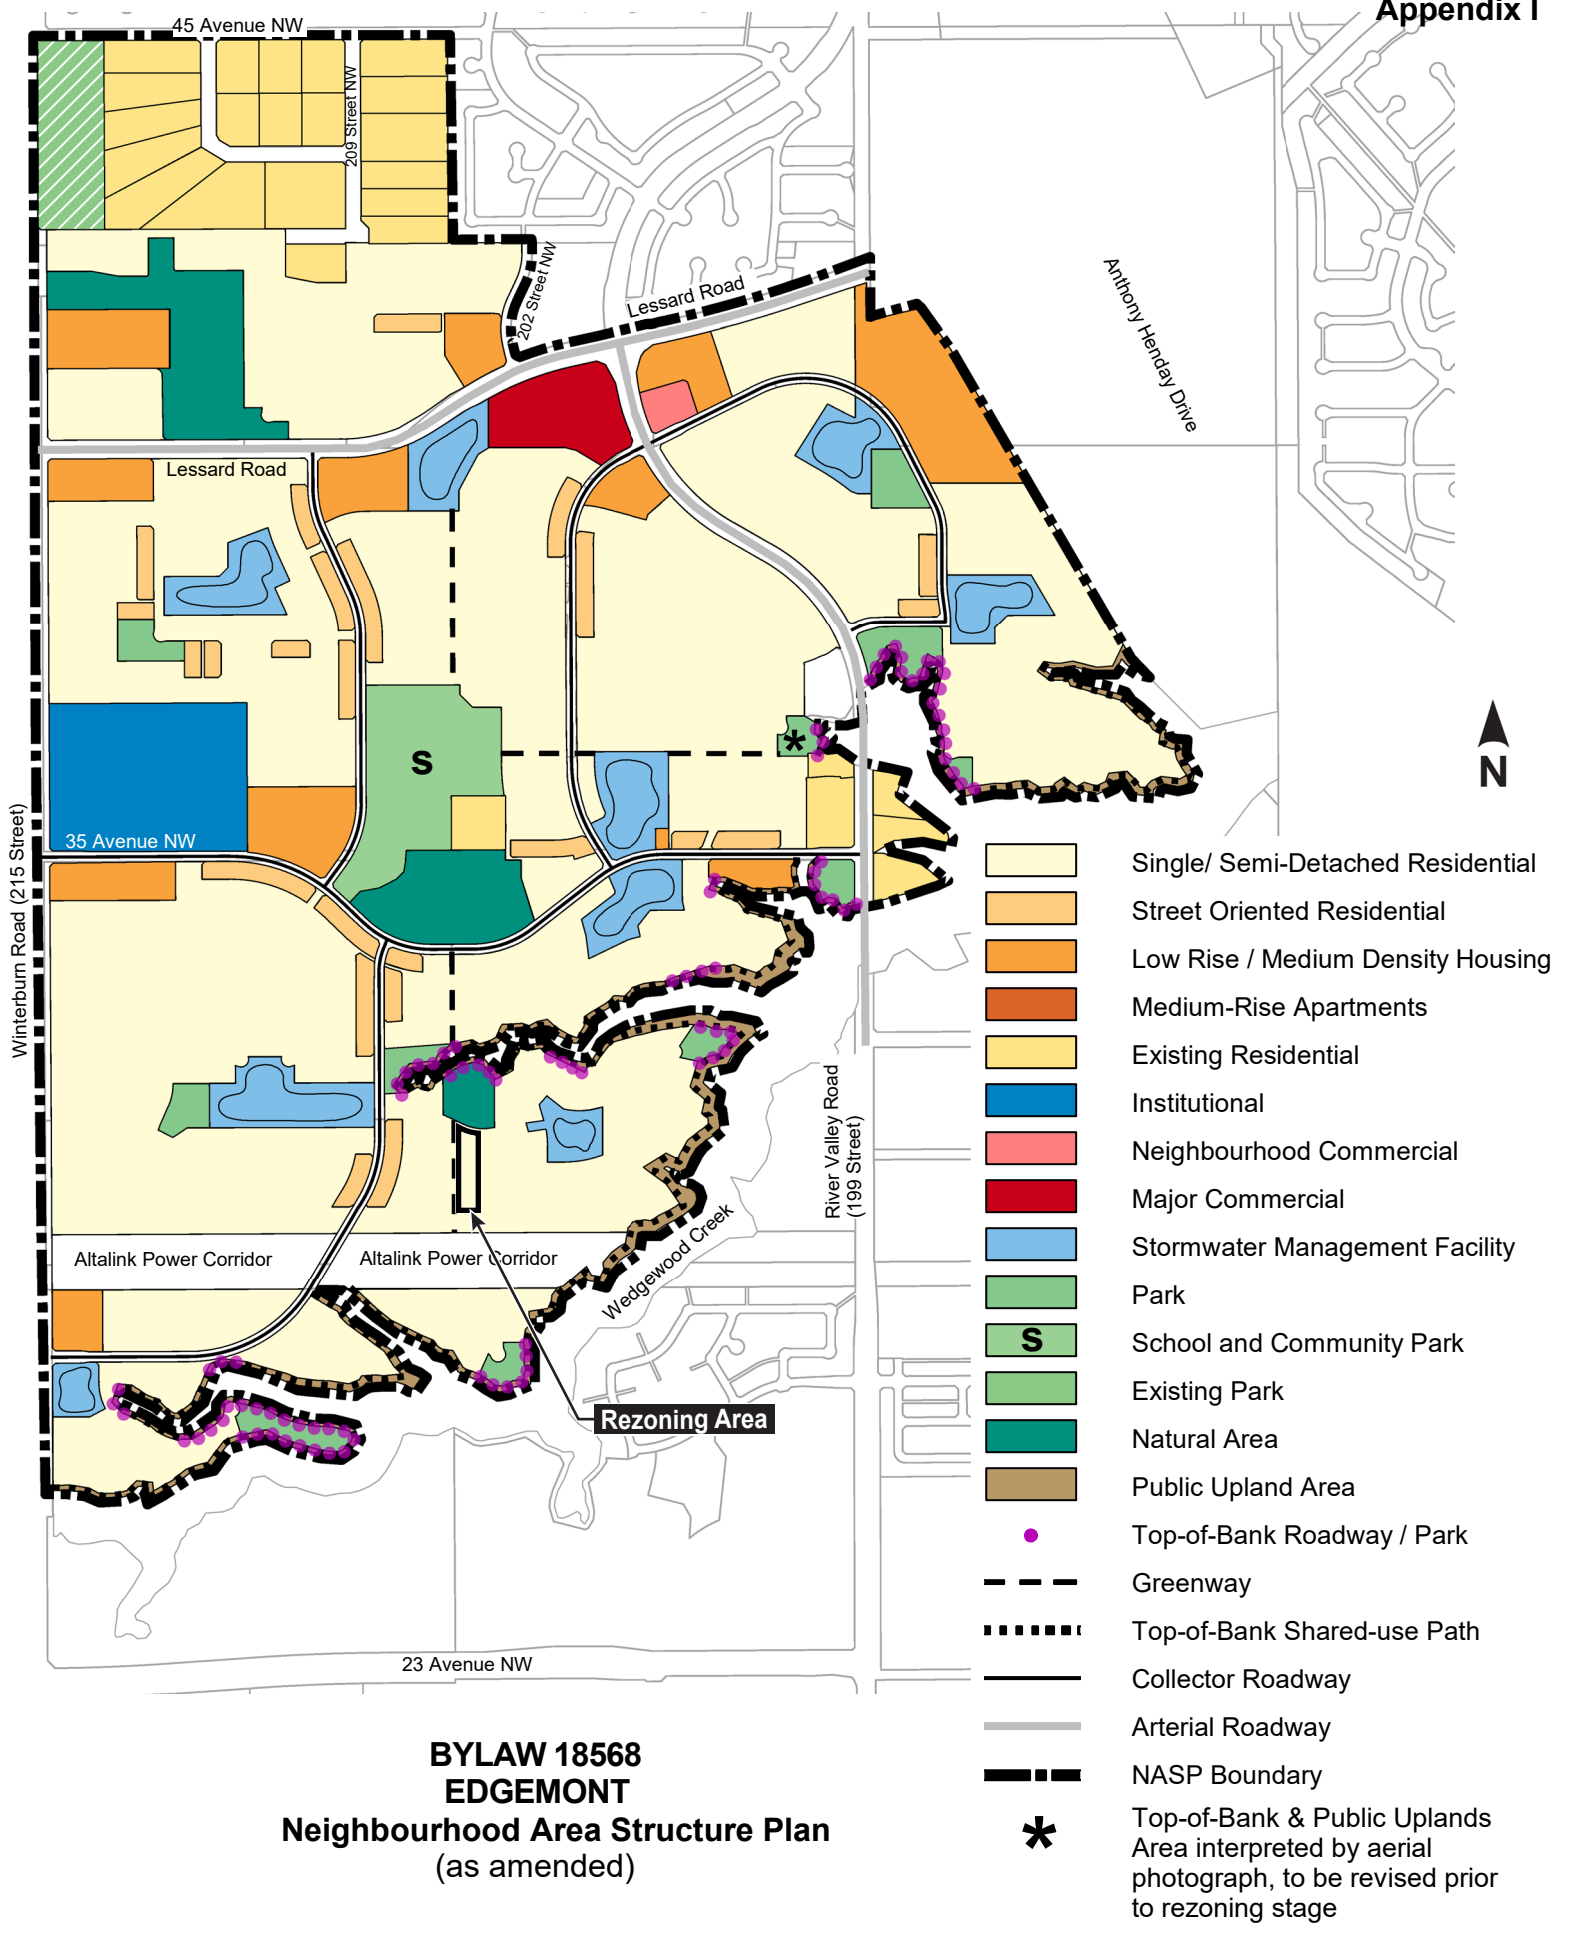 Appendix I
45 Avenue NW
209 Street NW
202 Street NW
Lessard Road
Anthony Henday Drive
Lessard Road
S
*
N
35 Avenue NW
Winterburn Road (215 Street)
River Valley Road
(199 Street)
Altalink Power Corridor
Altalink Power Corridor
Wedgewood Creek
Rezoning Area
23 Avenue NW
Single/ Semi-Detached Residential
Street Oriented Residential
Low Rise / Medium Density Housing
Medium-Rise Apartments
Existing Residential
Institutional
Neighbourhood Commercial
Major Commercial
Stormwater Management Facility
Park
S School and Community Park
Existing Park
Natural Area
Public Upland Area
Top-of-Bank Roadway / Park
Greenway
Top-of-Bank Shared-use Path
Collector Roadway
Arterial Roadway
NASP Boundary
* Top-of-Bank & Public Uplands
Area interpreted by aerial
photograph, to be revised prior
to rezoning stage
BYLAW 18568
EDGEMONT
Neighbourhood Area Structure Plan
(as amended)